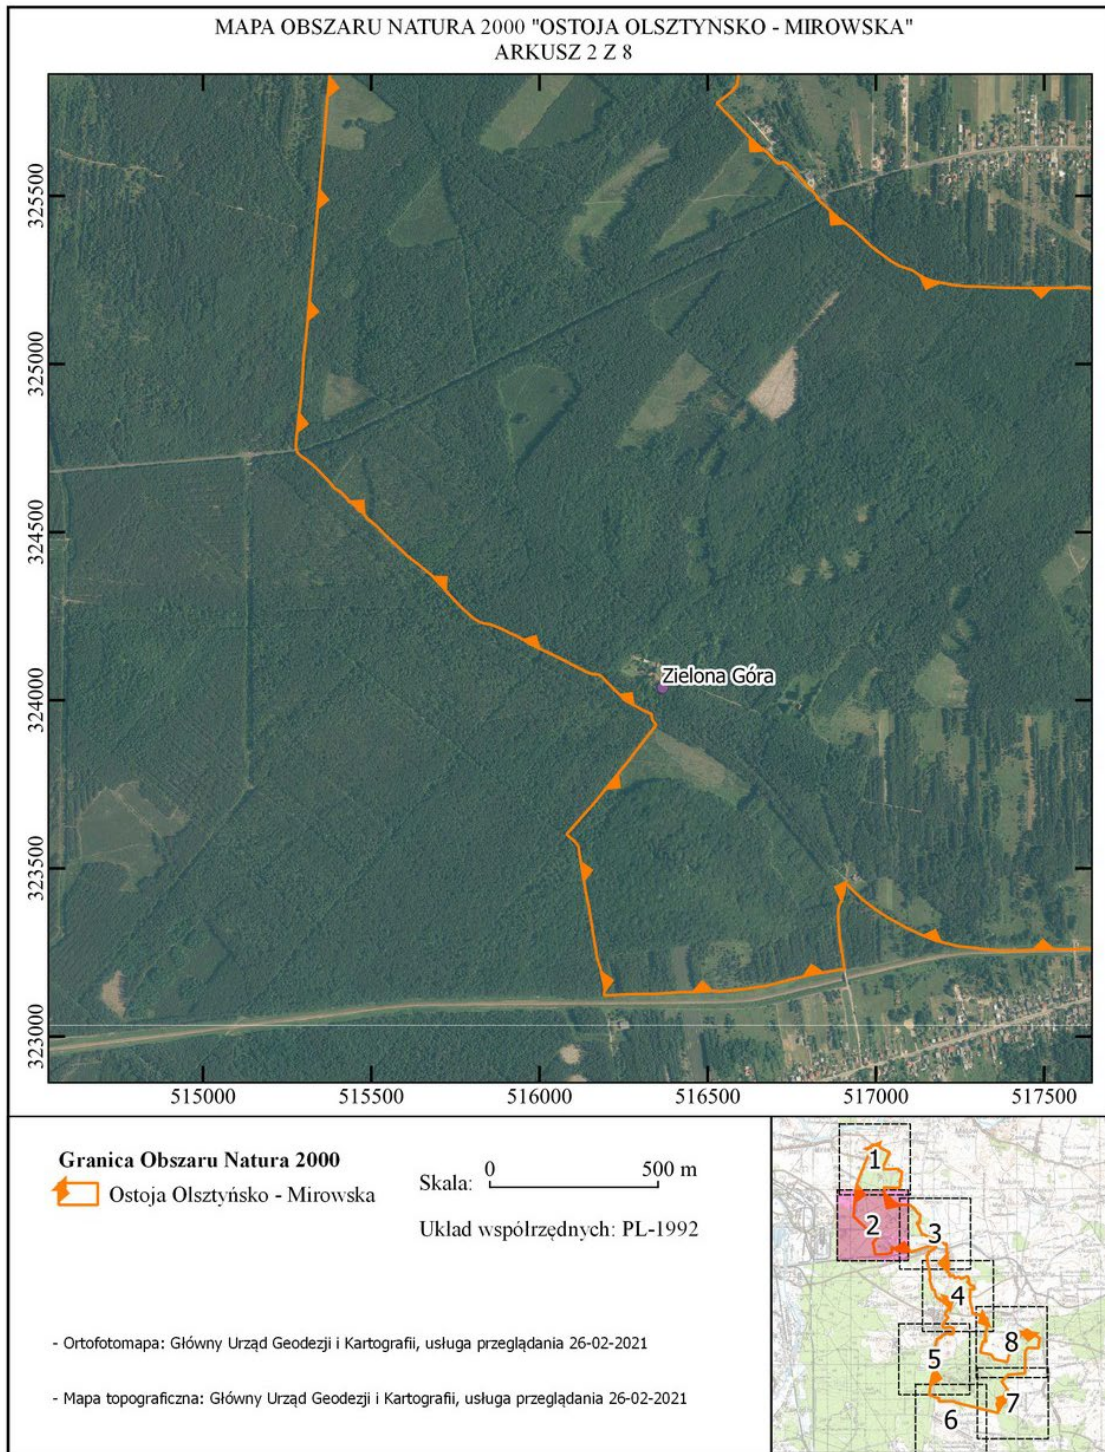 MAPA OBSZARU NATURA 2000 "OSTOJA OLSZTYNSKO - MIROWSKA"
ARKUSZ 2 Z 8
325500
325000
324500
324000
323500
323000
Zielona Góra
515000 515500 516000 516500 517000 517500
Granica Obszaru Natura 2000
Ostoja Olsztyńsko - Mirowska
Skala: 0 500 m
Układ współrzędnych: PL-1992
- Ortofotomapa: Główny Urząd Geodezji i Kartografii, usługa przeglądania 26-02-2021
- Mapa topograficzna: Główny Urząd Geodezji i Kartografii, usługa przeglądania 26-02-2021
1
2
3
4
5
8
7
6